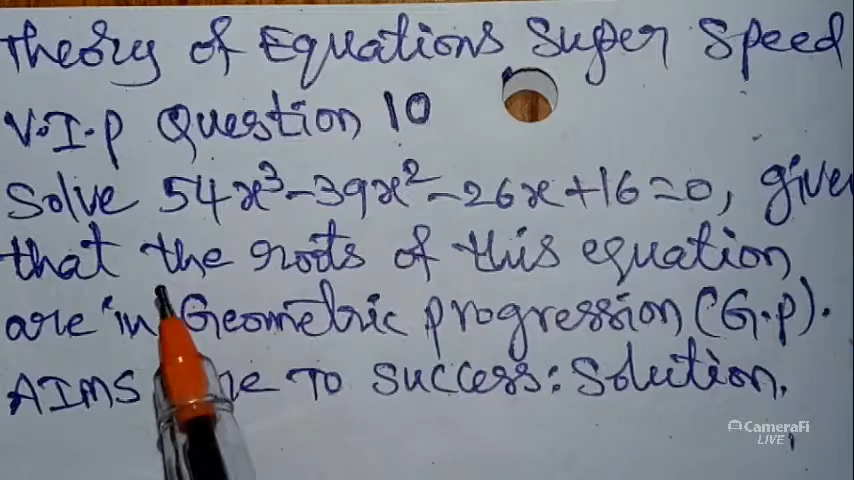 Theory of Equations Super Speed
V.I.P Question 10
Solve 54x³-39x²-26x+16=0, given
that the roots of this equation
are in Geometric progression (G.P).
AIMS TO Success: Solution.
CameraFi
LIVE